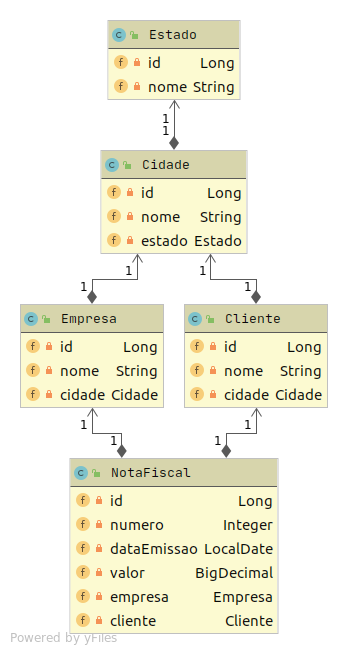 C Estado
f id Long
f nome String
1
1
C Cidade
f id Long
f nome String
f estado Estado
1 1
1 1
C Empresa
f id Long
f nome String
f cidade Cidade
C Cliente
f id Long
f nome String
f cidade Cidade
1 1
1 1
C NotaFiscal
f id Long
f numero Integer
f dataEmissao LocalDate
f valor BigDecimal
f empresa Empresa
f cliente Cliente
Powered by yFiles